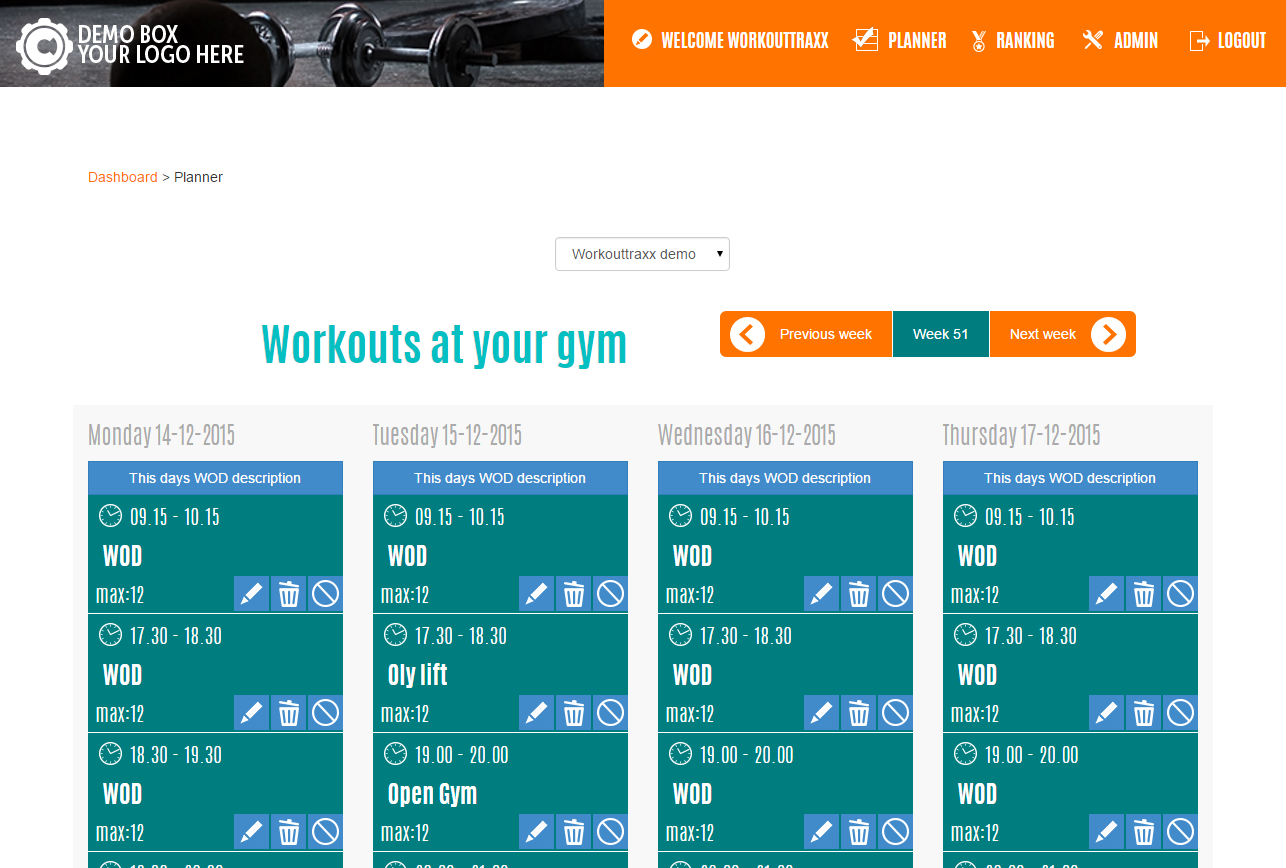 DEMO BOX
YOUR LOGO HERE
WELCOME WORKOUTTRAXX
PLANNER
RANKING
ADMIN
LOGOUT
Dashboard > Planner
Workouttraxx demo
Workouts at your gym
Previous week
Week 51
Next week
Monday 14-12-2015
This days WOD description
09.15 - 10.15
WOD
max:12
17.30 - 18.30
WOD
max:12
18.30 - 19.30
WOD
max:12
Tuesday 15-12-2015
This days WOD description
09.15 - 10.15
WOD
max:12
17.30 - 18.30
Oly lift
max:12
19.00 - 20.00
Open Gym
max:12
Wednesday 16-12-2015
This days WOD description
09.15 - 10.15
WOD
max:12
17.30 - 18.30
WOD
max:12
19.00 - 20.00
WOD
max:12
Thursday 17-12-2015
This days WOD description
09.15 - 10.15
WOD
max:12
17.30 - 18.30
WOD
max:12
19.00 - 20.00
WOD
max:12